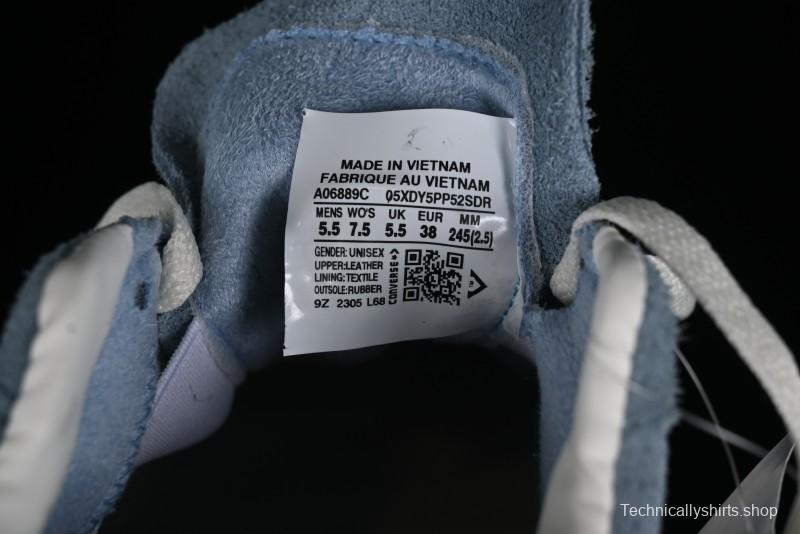 MADE IN VIETNAM
FABRIQUE AU VIETNAM
A06889C 05XDY5PP52SDR
MENS WO'S UK EUR MM
5.5 7.5 5.5 38 245(2.5)
GENDER: UNISEX
UPPER:LEATHER
LINING: TEXTILE
OUTSOLE:RUBBER
9Z 2305 L68
CONVERSE
Technicallyshirts.shop